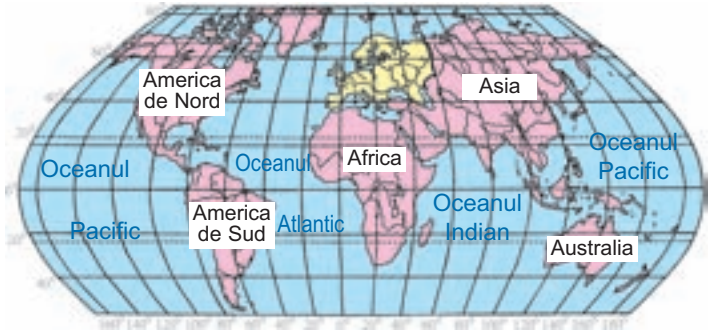 America
de Nord
Asia
Oceanul
Pacific
Oceanul
Atlantic
Africa
Oceanul
Indian
Oceanul
Pacific
America
de Sud
Australia